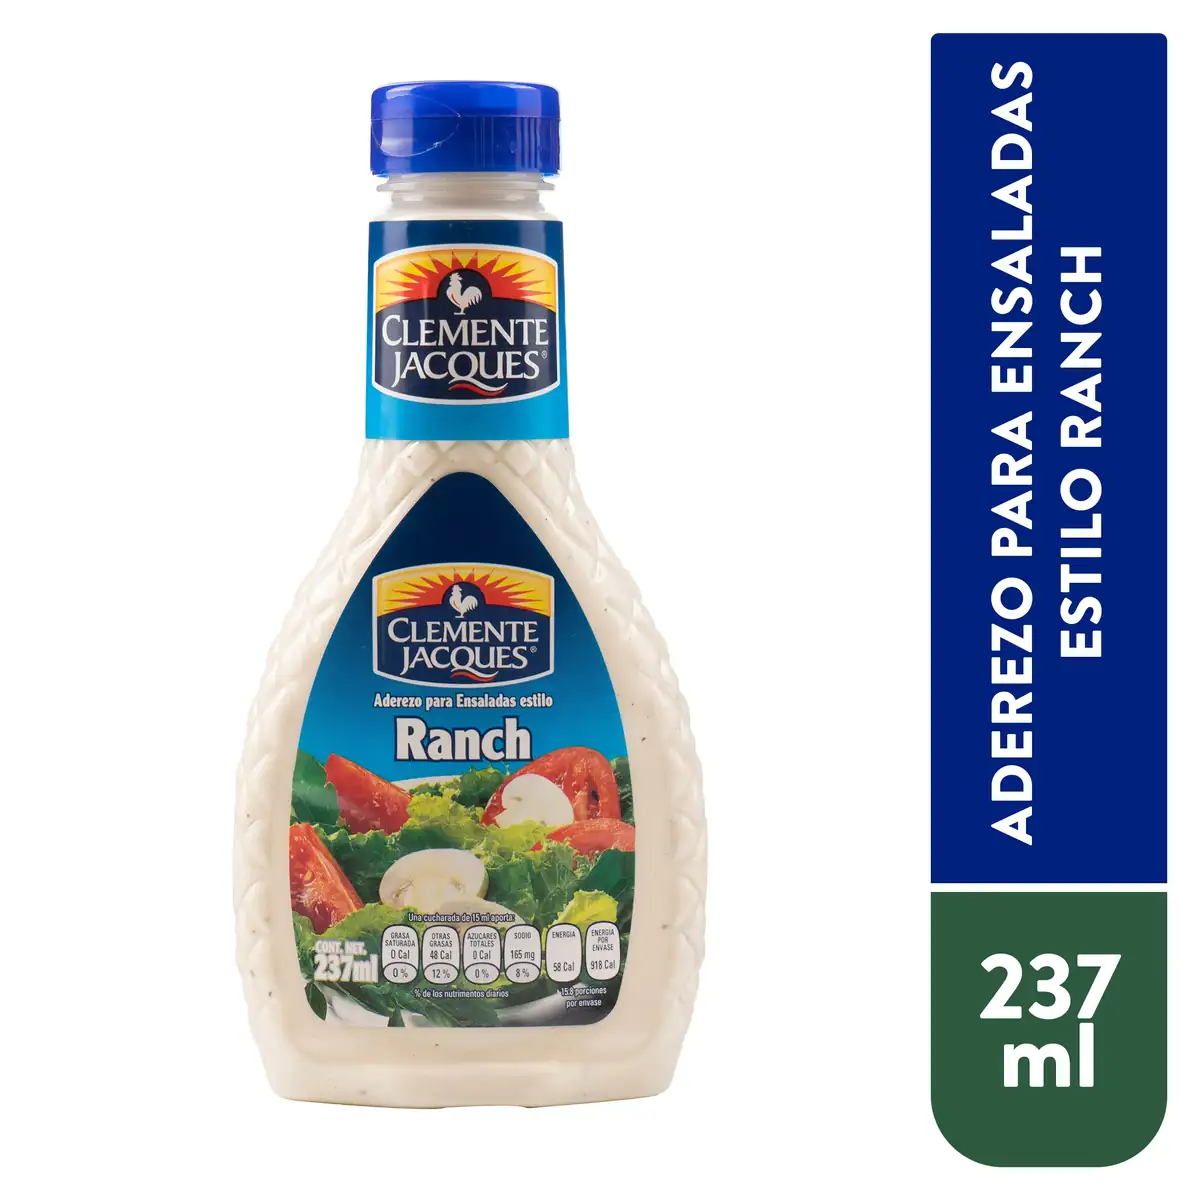 CLEMENTE
JACQUES®
CLEMENTE
JACQUES®
Aderezo para Ensaladas estilo
Ranch
Una cucharada de 15 ml aporta:
GRASA
SATURADA
0 Cal
0 %
OTRAS
GRASAS
48 Cal
12 %
AZUCARES
TOTALES
0 Cal
0 %
SODIO
165 mg
8 %
ENERGIA
58 Cal
ENERGIA
POR
ENVASE
918 Cal
CONT. NET.
237ml
% de los nutrimentos diarios
15.8 porciones
por envase
ADEREZO PARA ENSALADAS
ESTILO RANCH
237
ml